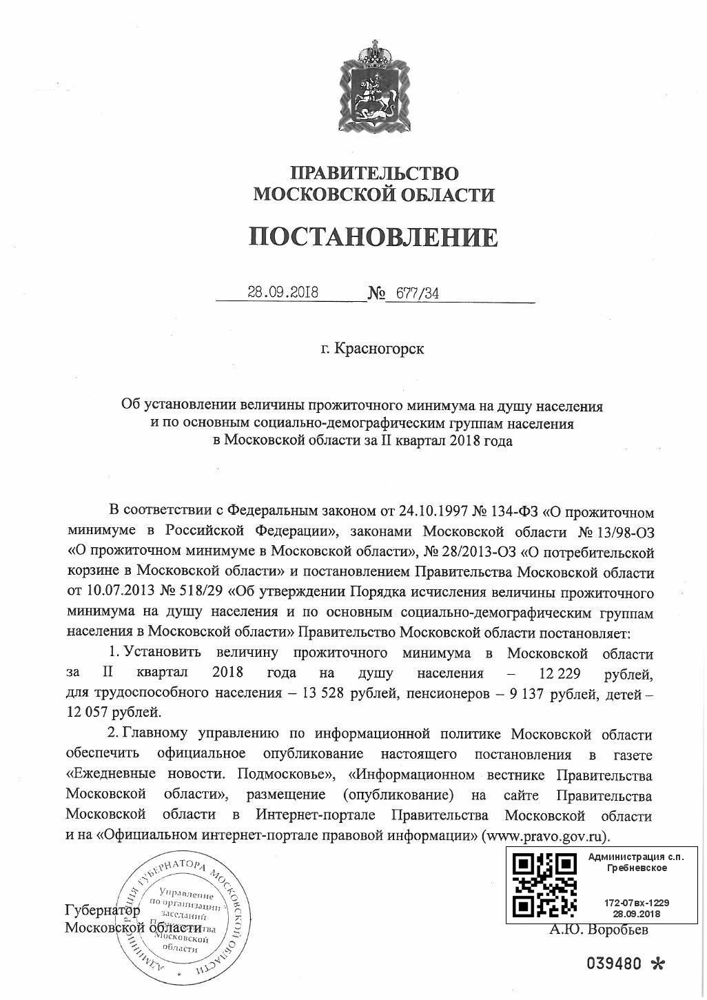 ПРАВИТЕЛЬСТВО
МОСКОВСКОЙ ОБЛАСТИ
ПОСТАНОВЛЕНИЕ
28.09.2018 № 677/34
г. Красногорск
Об установлении величины прожиточного минимума на душу населения
и по основным социально-демографическим группам населения
в Московской области за II квартал 2018 года
В соответствии с Федеральным законом от 24.10.1997 № 134-ФЗ «О прожиточном
минимуме в Российской Федерации», законами Московской области № 13/98-ОЗ
«О прожиточном минимуме в Московской области», № 28/2013-ОЗ «О потребительской
корзине в Московской области» и постановлением Правительства Московской области
от 10.07.2013 № 518/29 «Об утверждении Порядка исчисления величины прожиточного
минимума на душу населения и по основным социально-демографическим группам
населения в Московской области» Правительство Московской области постановляет:
1. Установить величину прожиточного минимума в Московской области
за II квартал 2018 года на душу населения – 12 229 рублей,
для трудоспособного населения – 13 528 рублей, пенсионеров – 9 137 рублей, детей –
12 057 рублей.
2. Главному управлению по информационной политике Московской области
обеспечить официальное опубликование настоящего постановления в газете
«Ежедневные новости. Подмосковье», «Информационном вестнике Правительства
Московской области», размещение (опубликование) на сайте Правительства
Московской области в Интернет-портале Правительства Московской области
и на «Официальном интернет-портале правовой информации» (www.pravo.gov.ru).
Администрация с.п.
Гребневское
172-07вх-1229
28.09.2018
Губернатор
Московской области
А.Ю. Воробьев
АДМИНИСТРАЦИЯ ГУБЕРНАТОРА МОСКОВСКОЙ ОБЛАСТИ *
Управление
по организации
заседаний
Правительства
Московской
области
039480 *